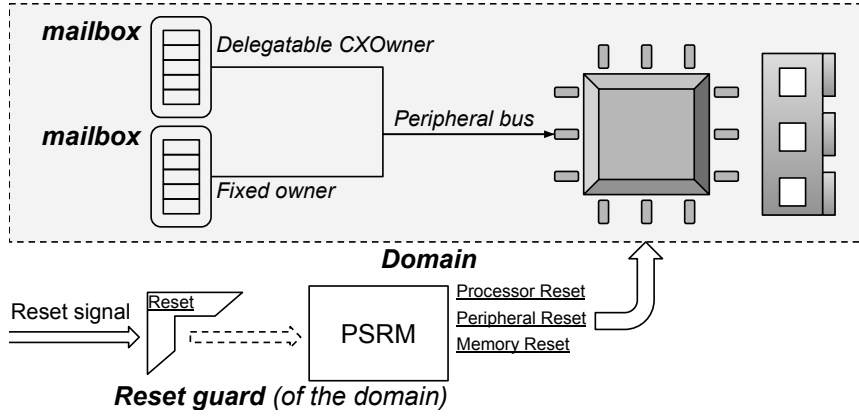 mailbox
Delegatable CXOwner
mailbox
Peripheral bus
Fixed owner
Domain
Reset signal
Reset
PSRM
Processor Reset
Peripheral Reset
Memory Reset
Reset guard (of the domain)